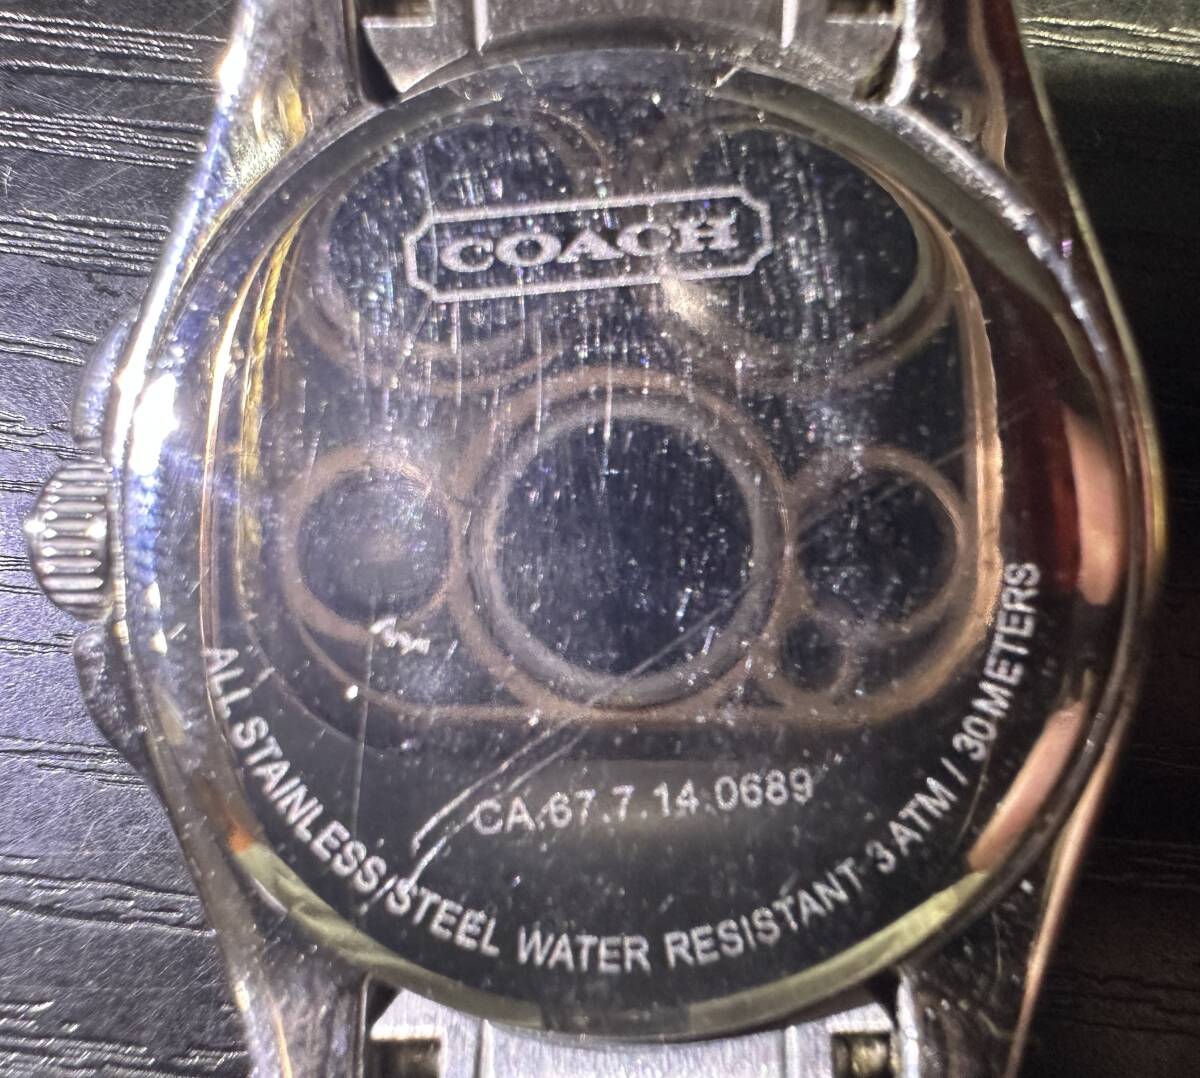 COACH
CA.67.7.14.0689
ALL STAINLESS STEEL WATER RESISTANT 3 ATM / 30 METERS